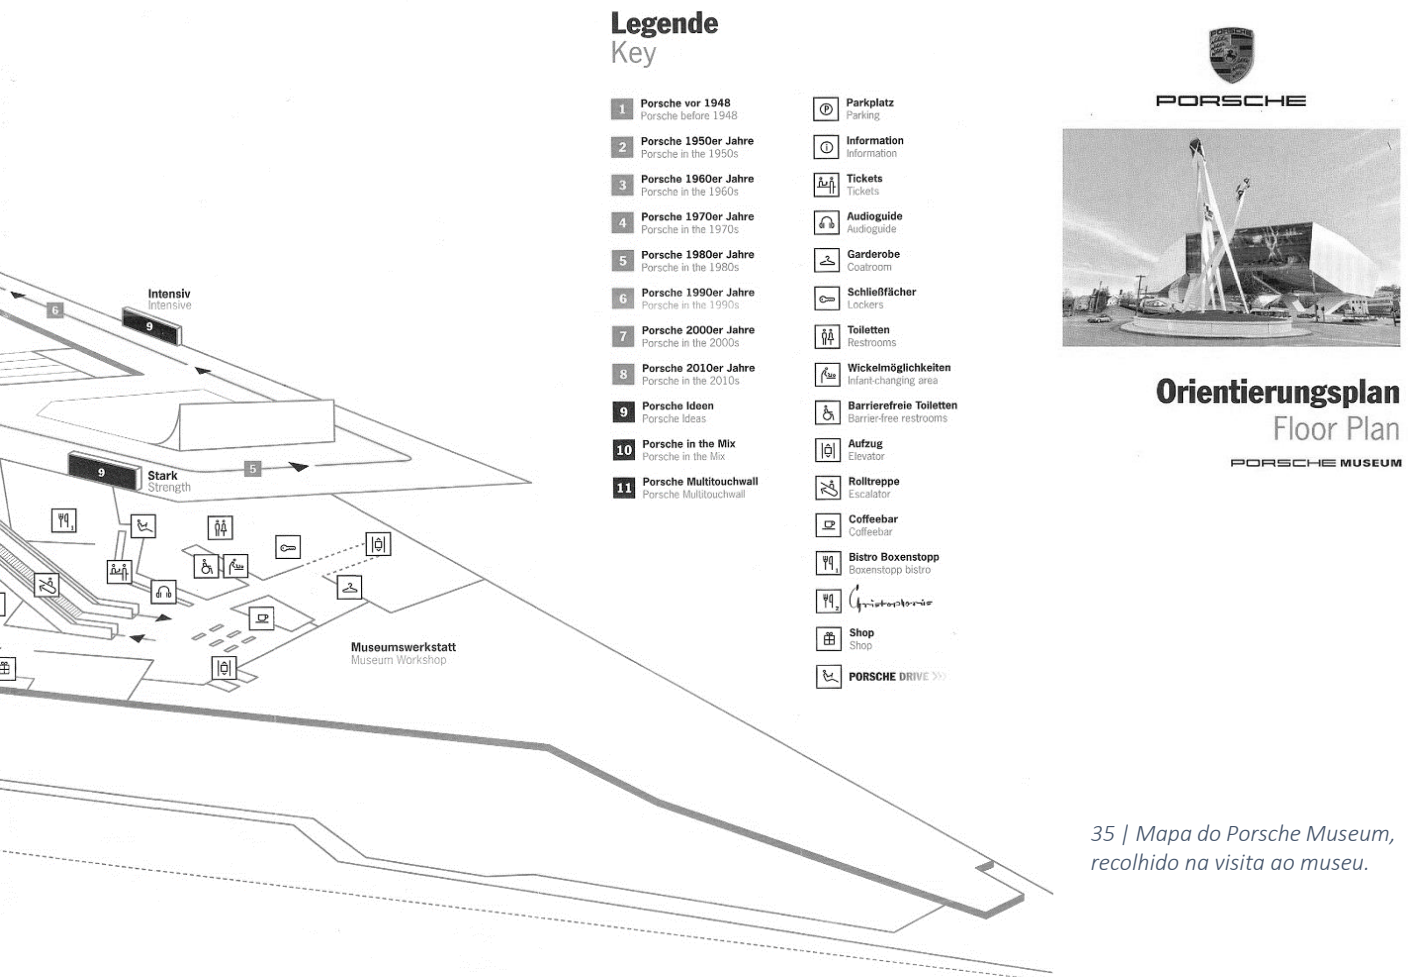 Legende
Key
1 Porsche vor 1948
Porsche before 1948
2 Porsche 1950er Jahre
Porsche in the 1950s
3 Porsche 1960er Jahre
Porsche in the 1960s
4 Porsche 1970er Jahre
Porsche in the 1970s
5 Porsche 1980er Jahre
Porsche in the 1980s
6 Porsche 1990er Jahre
Porsche in the 1990s
7 Porsche 2000er Jahre
Porsche in the 2000s
8 Porsche 2010er Jahre
Porsche in the 2010s
9 Porsche Ideen
Porsche Ideas
10 Porsche in the Mix
Porsche in the Mix
11 Porsche Multitouchwall
Porsche Multitouchwall
P Parkplatz
Parking
i Information
Information
Tickets
Tickets
Audioguide
Audioguide
Garderobe
Coatroom
Schließfächer
Lockers
Toiletten
Restrooms
Wickelmöglichkeiten
Infant-changing area
Barrierefreie Toiletten
Barrier-free restrooms
Aufzug
Elevator
Rolltreppe
Escalator
Coffeebar
Coffeebar
1 Bistro Boxenstopp
Boxenstopp bistro
2 Christophorus
Shop
Shop
PORSCHE DRIVE
PORSCHE
PORSCHE
Orientierungsplan
Floor Plan
PORSCHE MUSEUM
6
9
Intensiv
Intensive
9
Stark
Strength
5
1
Museumswerkstatt
Museum Workshop
35 | Mapa do Porsche Museum,
recolhido na visita ao museu.